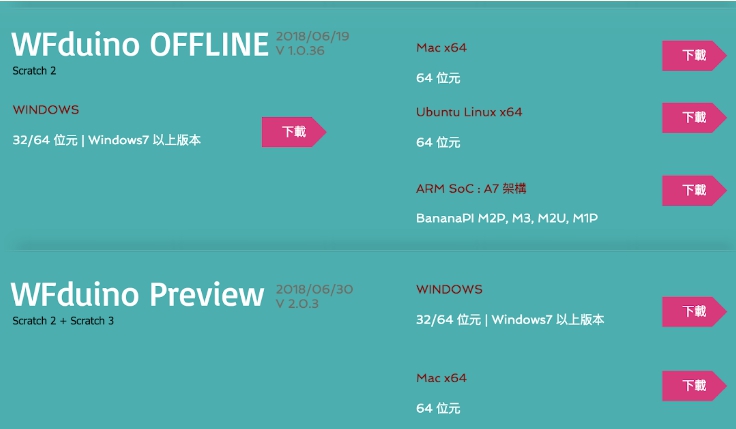 WFduino OFFLINE
2018/06/19
V 1.0.36
Scratch 2
WINDOWS
32/64 位元 | Windows7 以上版本
下載
Mac x64
64 位元
下載
Ubuntu Linux x64
64 位元
下載
ARM SoC : A7 架構
BananaPI M2P, M3, M2U, M1P
下載
WFduino Preview
2018/06/30
V 2.0.3
Scratch 2 + Scratch 3
WINDOWS
32/64 位元 | Windows7 以上版本
下載
Mac x64
64 位元
下載